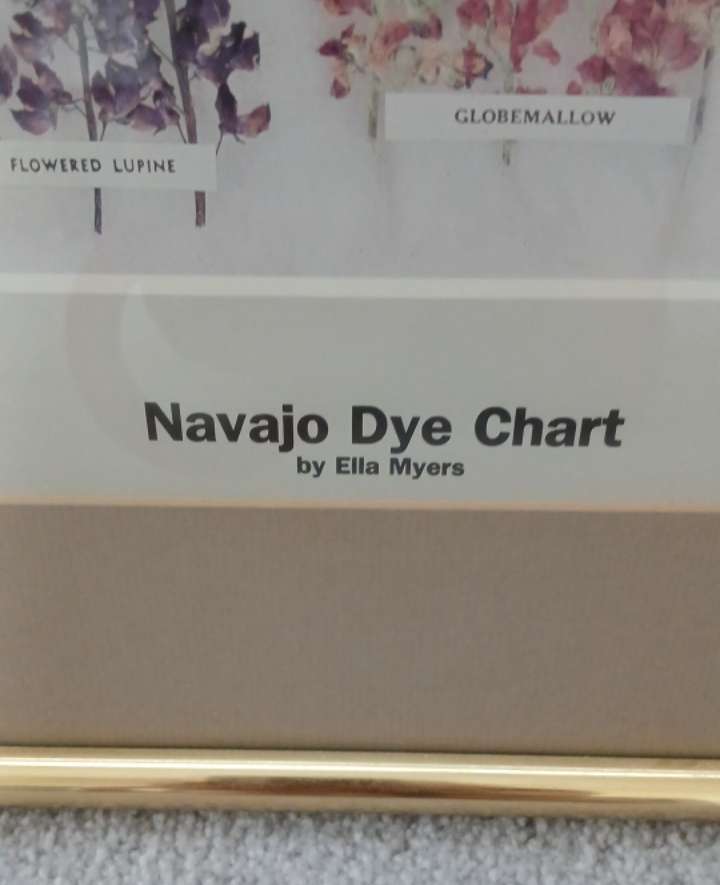 GLOBEMALLOW
FLOWERED LUPINE
Navajo Dye Chart
by Ella Myers